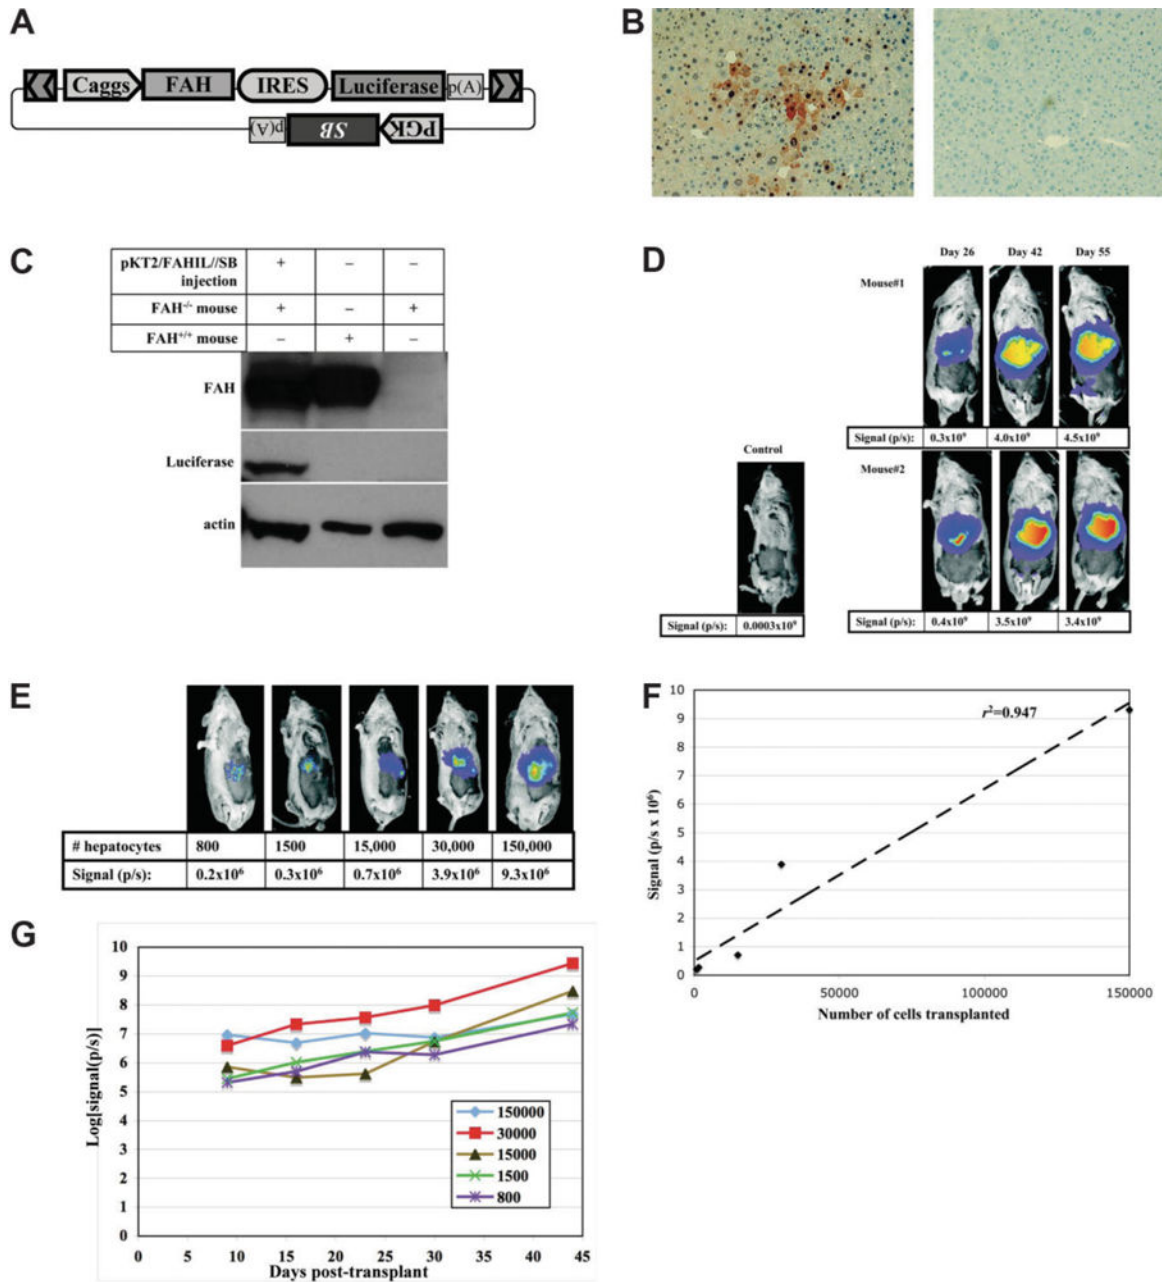 A
Caggs FAH IRES Luciferase p(A)
p(A) SB PGK
B
C
pKT2/FAHIL//SB injection + – –
FAH-/- mouse + – +
FAH+/+ mouse – + –
FAH
Luciferase
actin
D
Day 26 Day 42 Day 55
Mouse#1
Signal (p/s): 0.3x10⁹ 4.0x10⁹ 4.5x10⁹
Control
Mouse#2
Signal (p/s): 0.0003x10⁹
Signal (p/s): 0.4x10⁹ 3.5x10⁹ 3.4x10⁹
E
# hepatocytes 800 1500 15,000 30,000 150,000
Signal (p/s): 0.2x10⁶ 0.3x10⁶ 0.7x10⁶ 3.9x10⁶ 9.3x10⁶
F
r²=0.947
Signal (p/s x 10⁶)
10
9
8
7
6
5
4
3
2
1
0
0 50000 100000 150000
Number of cells transplanted
G
Log[signal(p/s)]
10
9
8
7
6
5
4
3
2
1
0
150000
30000
15000
1500
800
0 5 10 15 20 25 30 35 40 45
Days post-transplant